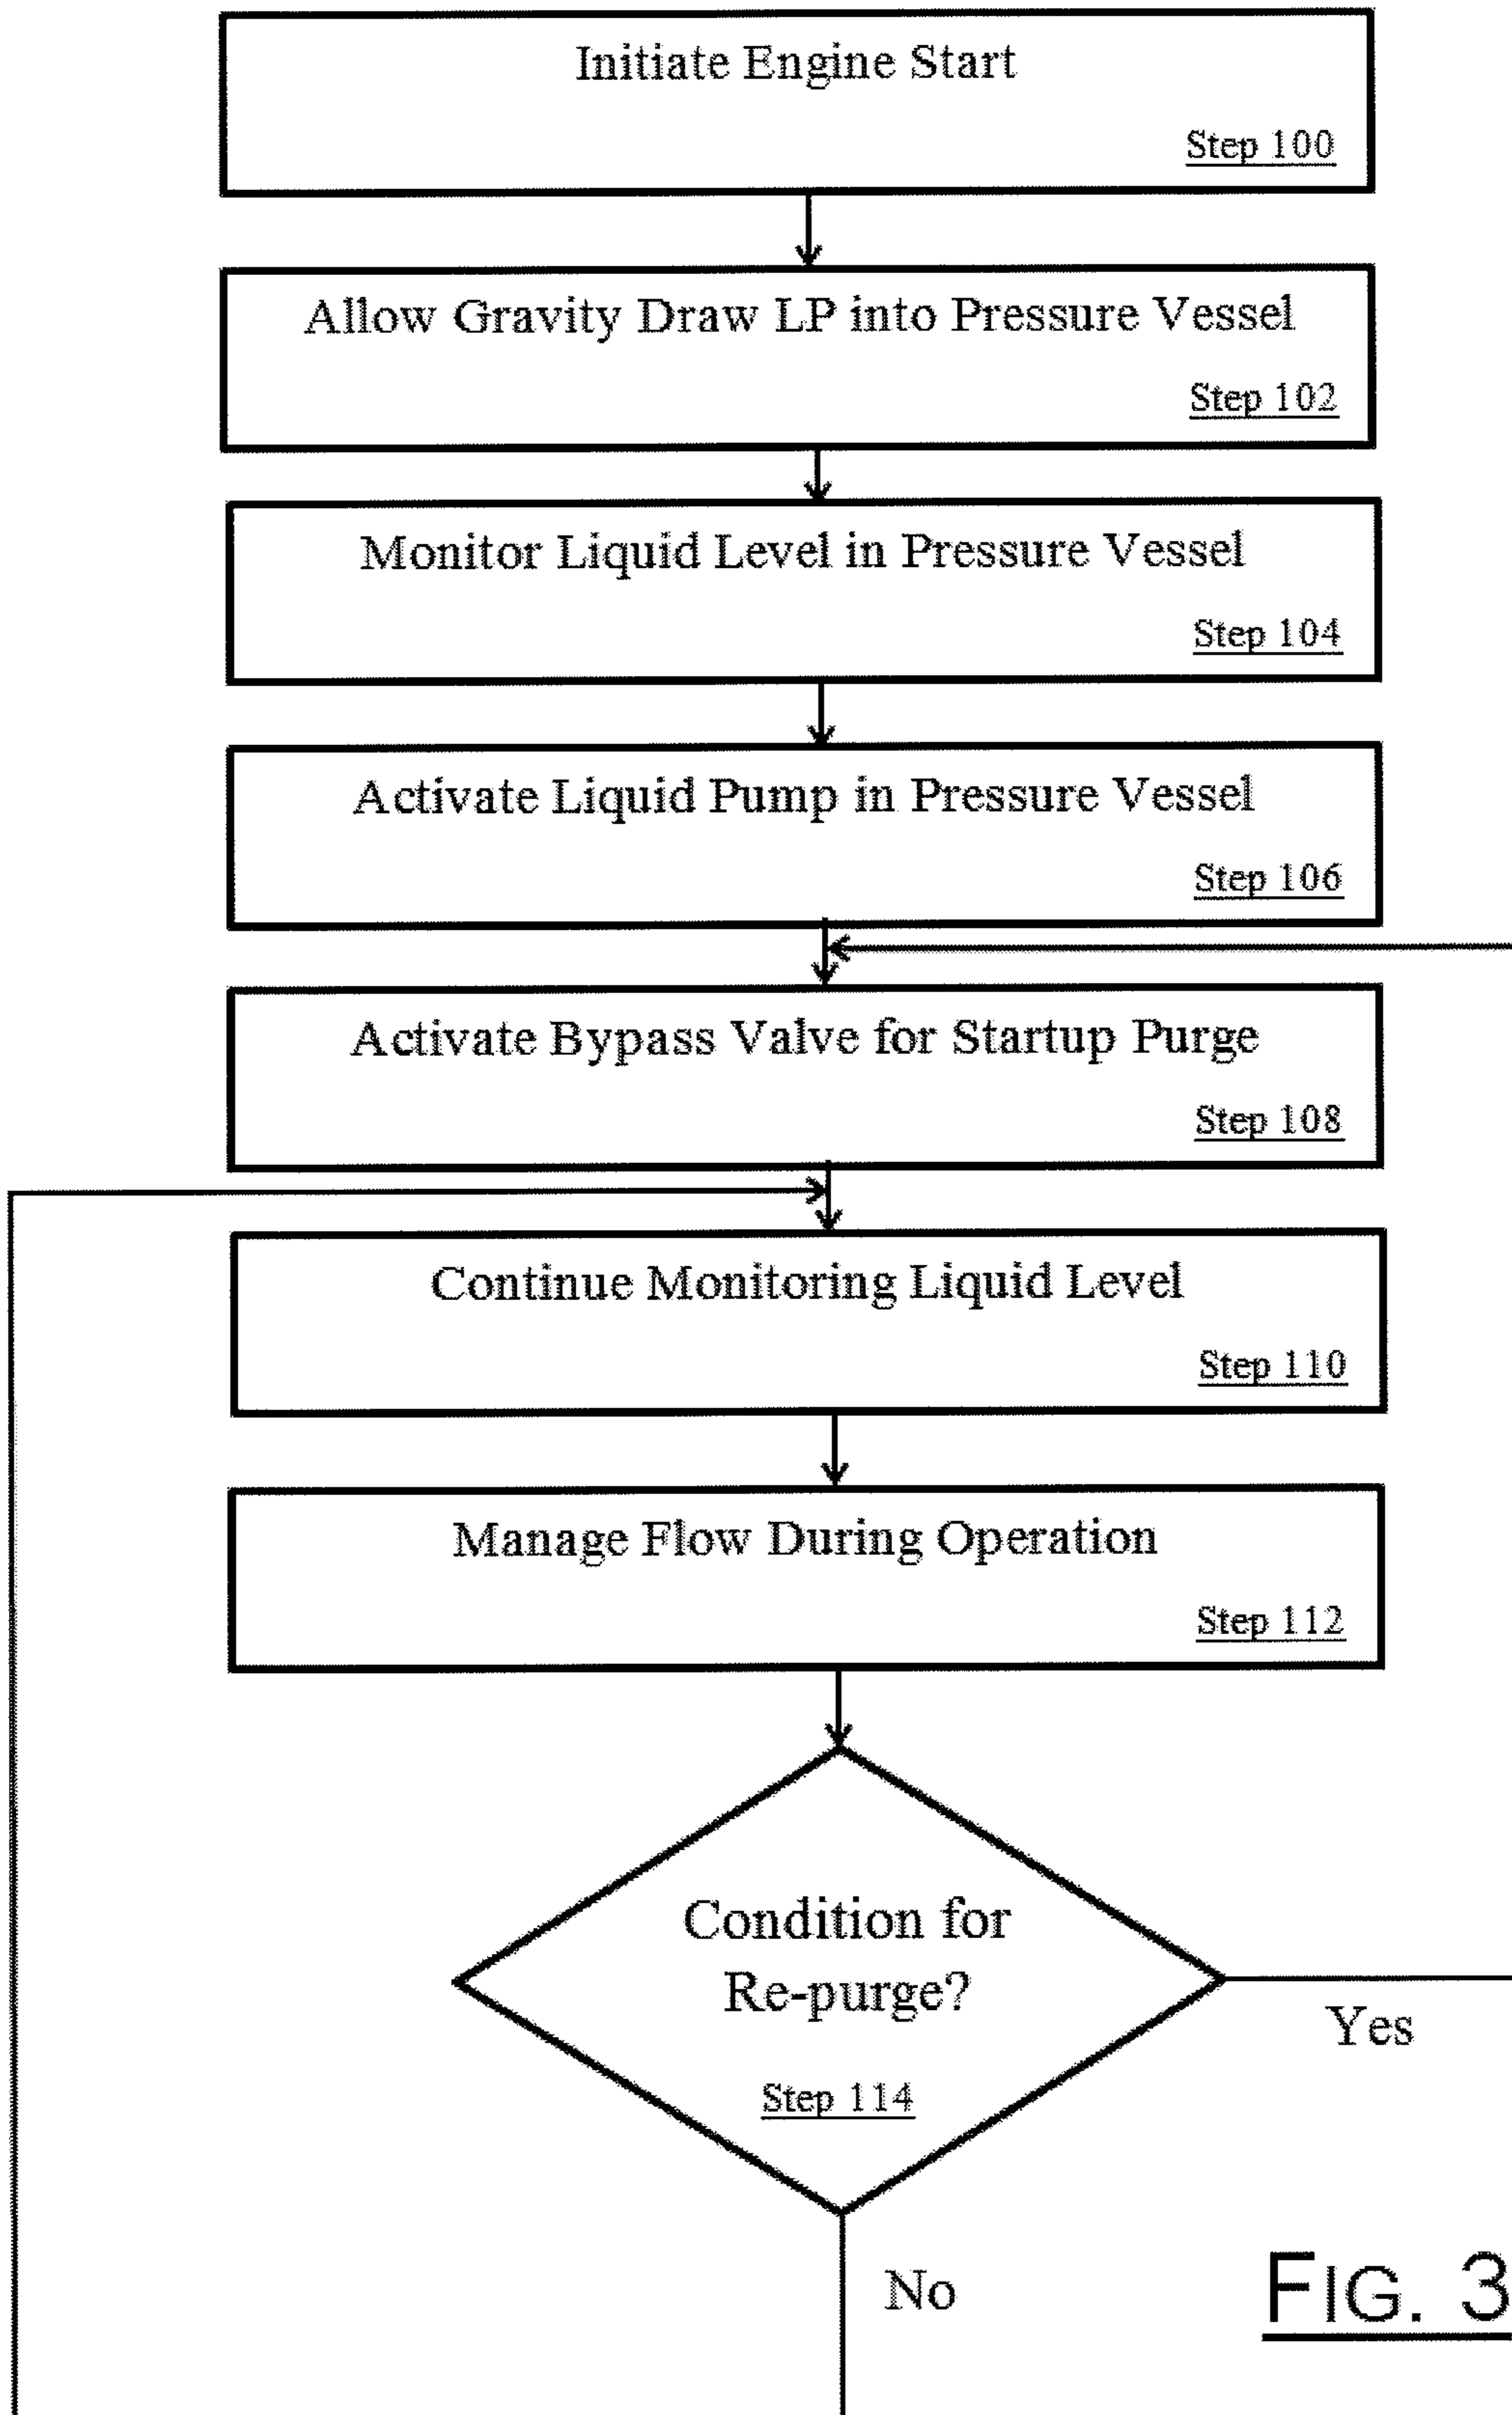 Initiate Engine Start
Step 100
Allow Gravity Draw LP into Pressure Vessel
Step 102
Monitor Liquid Level in Pressure Vessel
Step 104
Activate Liquid Pump in Pressure Vessel
Step 106
Activate Bypass Valve for Startup Purge
Step 108
Continue Monitoring Liquid Level
Step 110
Manage Flow During Operation
Step 112
Condition for
Re-purge?
Step 114
Yes
No
FIG. 3